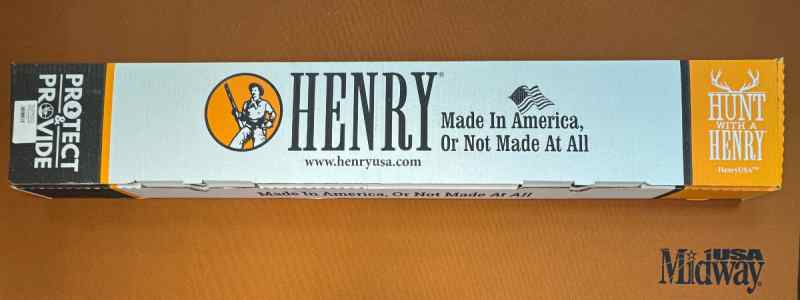 PROTECT
&
PROVIDE
HENRY®
Made In America,
Or Not Made At All
www.henryusa.com
HUNT
WITH A
HENRY
HenryUSA™
Made In America, Or Not Made At All
MidwayUSA